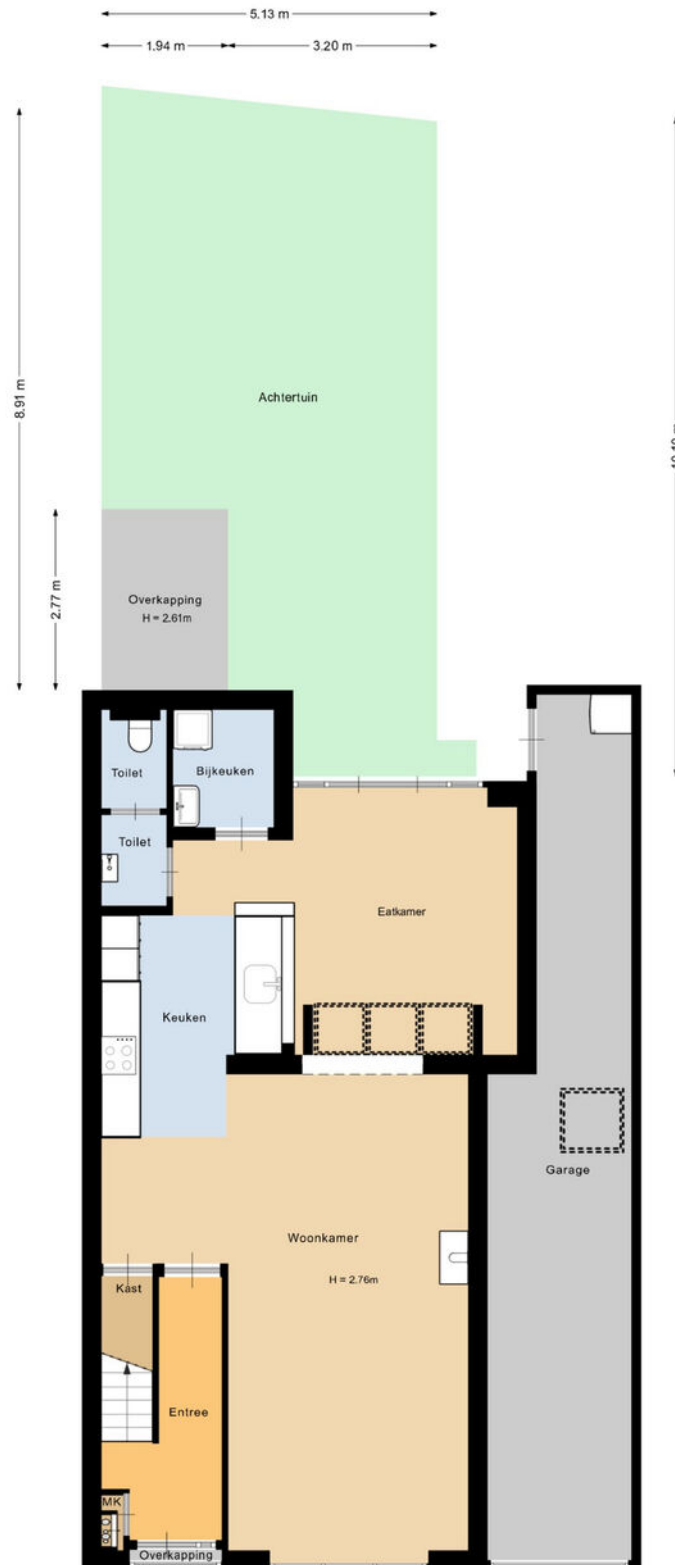 5.13 m
1.94 m
3.20 m
8.91 m
Achtertuin
2.77 m
Overkapping
H = 2.61m
Toilet
Bijkeuken
Toilet
Eatkamer
Keuken
Garage
Woonkamer
H = 2.76m
Kast
Entree
MK
Overkapping